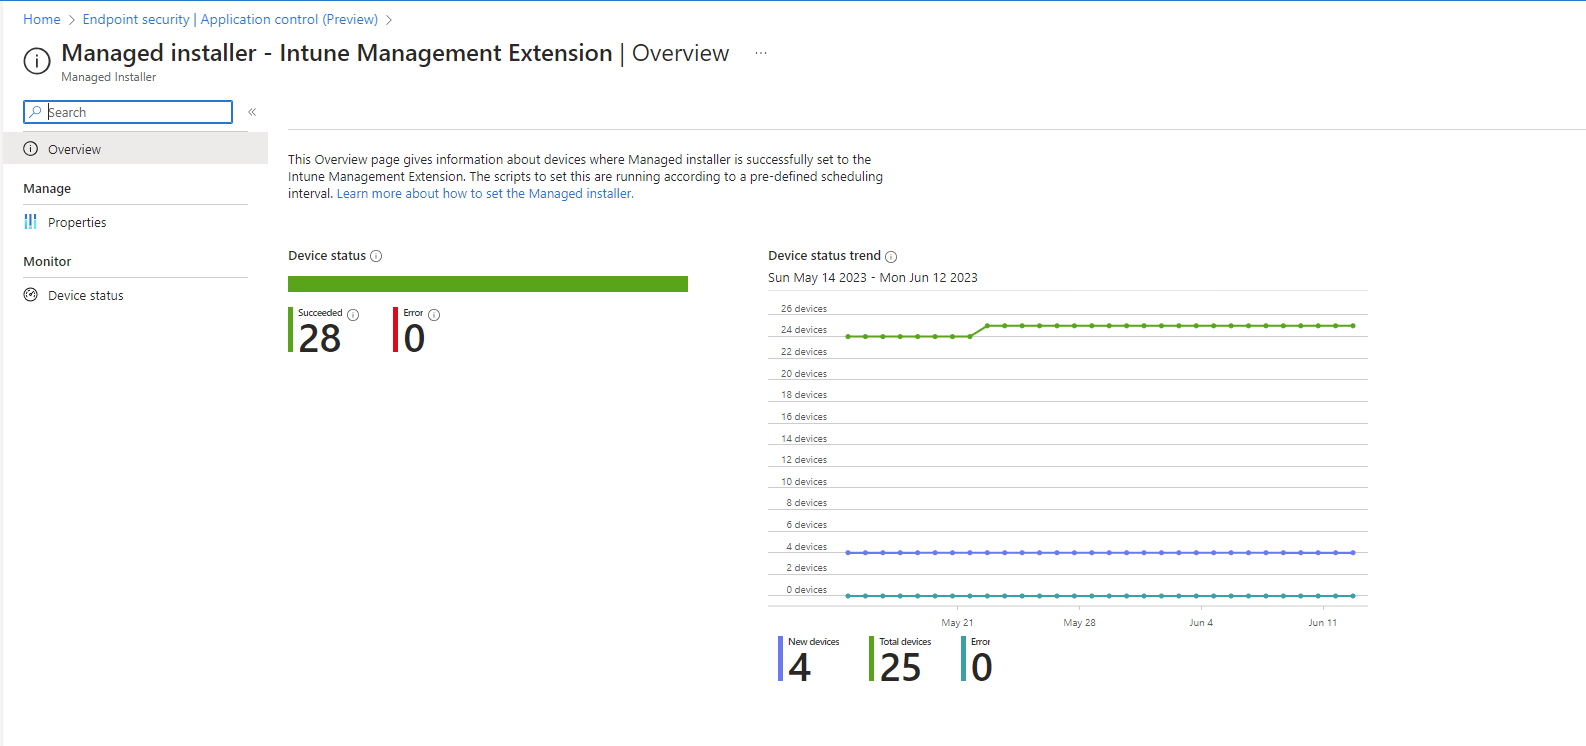 Home > Endpoint security | Application control (Preview) >
Managed installer - Intune Management Extension | Overview ...
Managed Installer
Search «
Overview
Manage
Properties
Monitor
Device status
This Overview page gives information about devices where Managed installer is successfully set to the
Intune Management Extension. The scripts to set this are running according to a pre-defined scheduling
interval. Learn more about how to set the Managed installer.
Device status
Succeeded
28
Error
0
Device status trend
Sun May 14 2023 - Mon Jun 12 2023
26 devices
24 devices
22 devices
20 devices
18 devices
16 devices
14 devices
12 devices
10 devices
8 devices
6 devices
4 devices
2 devices
0 devices
May 21 May 28 Jun 4 Jun 11
New devices
4
Total devices
25
Error
0